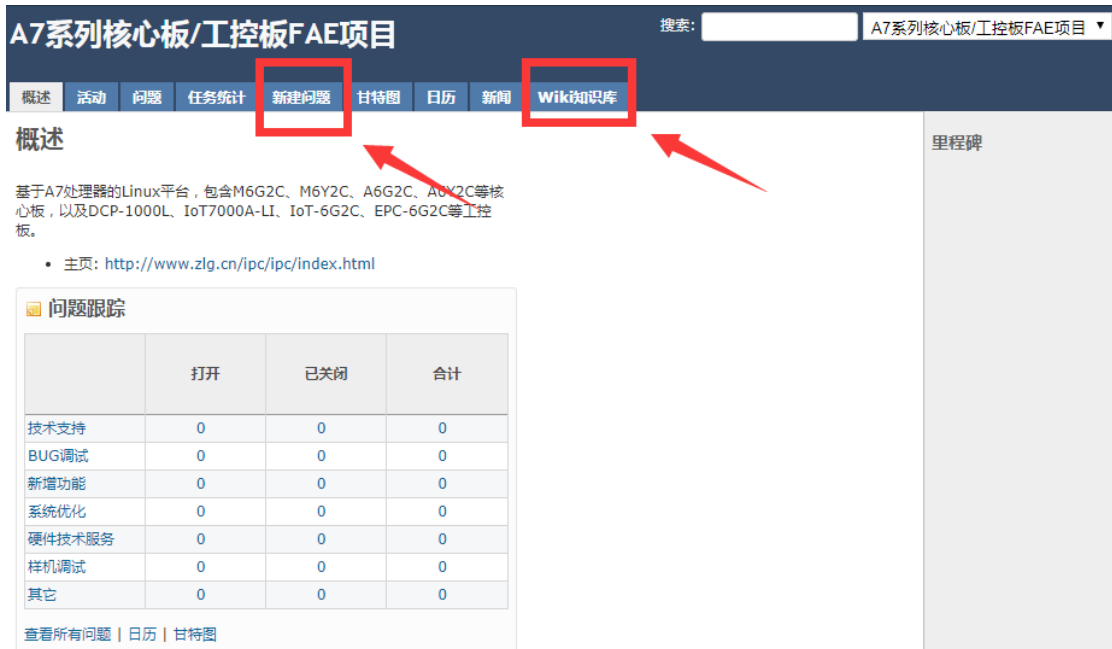 A7系列核心板/工控板FAE项目
搜索:
A7系列核心板/工控板FAE项目
概述 活动 问题 任务统计 新建问题 甘特图 日历 新闻 Wiki知识库
概述
里程碑
基于A7处理器的Linux平台，包含M6G2C、M6Y2C、A6G2C、A6Y2C等核
心板，以及DCP-1000L、IoT7000A-LI、IoT-6G2C、EPC-6G2C等工控
板。
• 主页: http://www.zlg.cn/ipc/ipc/index.html
问题跟踪
打开 已关闭 合计
技术支持 0 0 0
BUG调试 0 0 0
新增功能 0 0 0
系统优化 0 0 0
硬件技术服务 0 0 0
样机调试 0 0 0
其它 0 0 0
查看所有问题 | 日历 | 甘特图